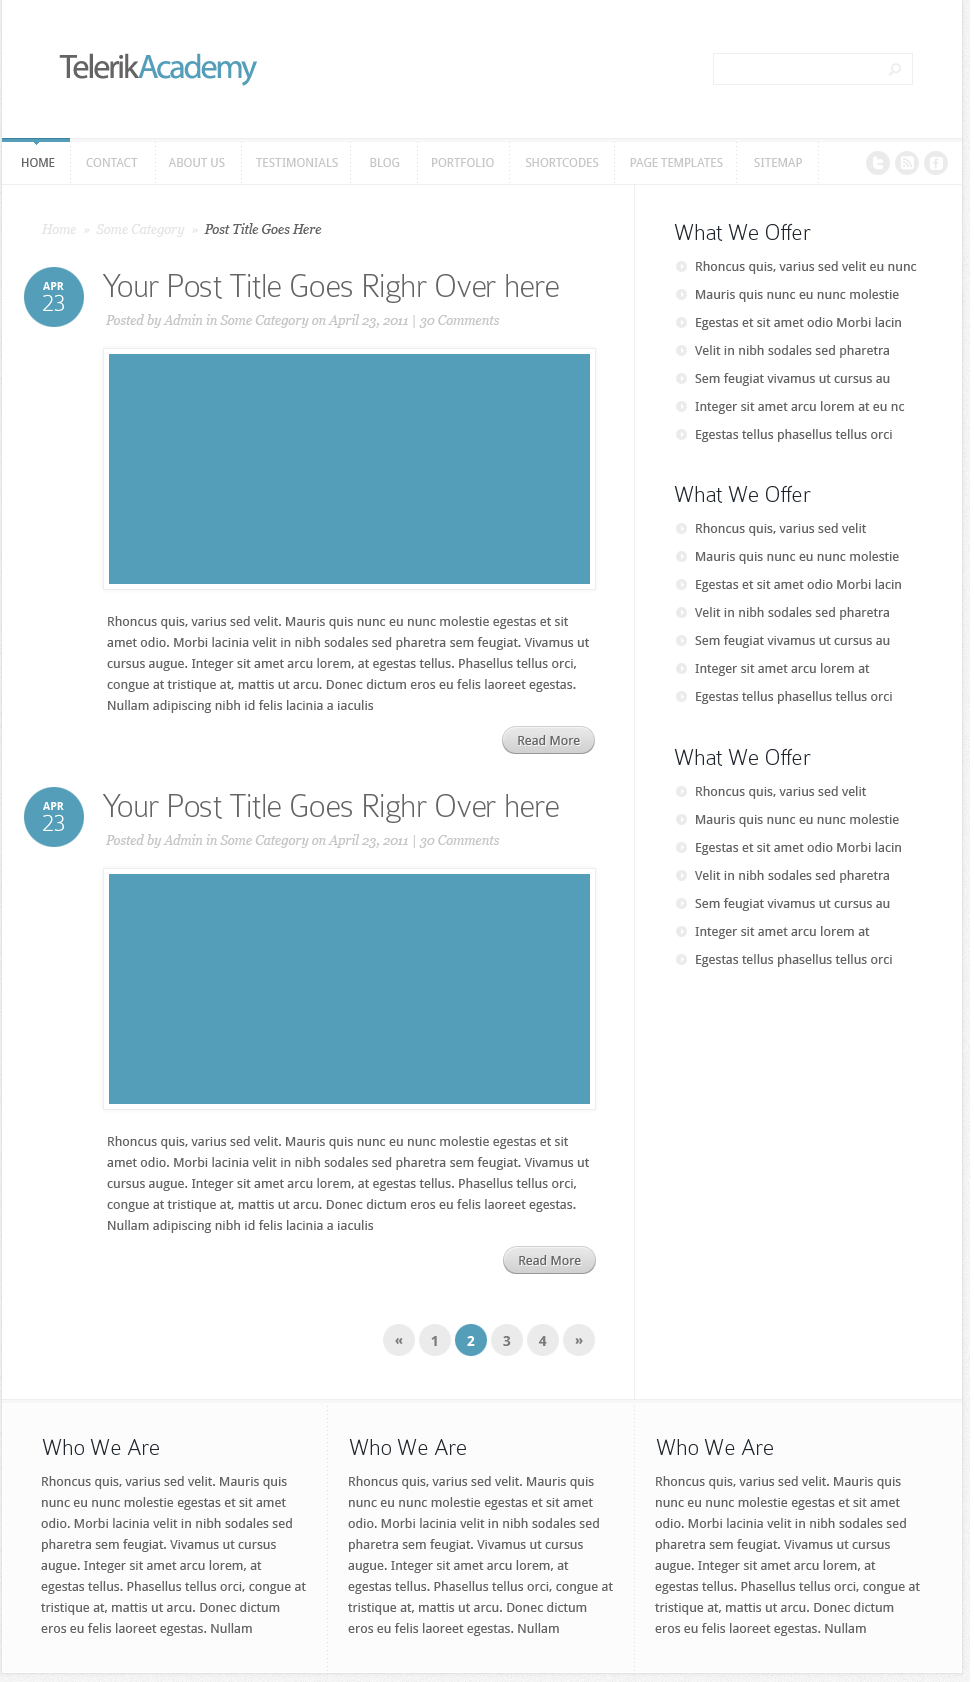 TelerikAcademy
HOME CONTACT ABOUT US TESTIMONIALS BLOG PORTFOLIO SHORTCODES PAGE TEMPLATES SITEMAP
Home » Some Category » Post Title Goes Here
APR
23
Your Post Title Goes Righr Over here
Posted by Admin in Some Category on April 23, 2011 | 30 Comments
Rhoncus quis, varius sed velit. Mauris quis nunc eu nunc molestie egestas et sit
amet odio. Morbi lacinia velit in nibh sodales sed pharetra sem feugiat. Vivamus ut
cursus augue. Integer sit amet arcu lorem, at egestas tellus. Phasellus tellus orci,
congue at tristique at, mattis ut arcu. Donec dictum eros eu felis laoreet egestas.
Nullam adipiscing nibh id felis lacinia a iaculis
Read More
APR
23
Your Post Title Goes Righr Over here
Posted by Admin in Some Category on April 23, 2011 | 30 Comments
Rhoncus quis, varius sed velit. Mauris quis nunc eu nunc molestie egestas et sit
amet odio. Morbi lacinia velit in nibh sodales sed pharetra sem feugiat. Vivamus ut
cursus augue. Integer sit amet arcu lorem, at egestas tellus. Phasellus tellus orci,
congue at tristique at, mattis ut arcu. Donec dictum eros eu felis laoreet egestas.
Nullam adipiscing nibh id felis lacinia a iaculis
Read More
« 1 2 3 4 »
What We Offer
Rhoncus quis, varius sed velit eu nunc
Mauris quis nunc eu nunc molestie
Egestas et sit amet odio Morbi lacin
Velit in nibh sodales sed pharetra
Sem feugiat vivamus ut cursus au
Integer sit amet arcu lorem at eu nc
Egestas tellus phasellus tellus orci
What We Offer
Rhoncus quis, varius sed velit
Mauris quis nunc eu nunc molestie
Egestas et sit amet odio Morbi lacin
Velit in nibh sodales sed pharetra
Sem feugiat vivamus ut cursus au
Integer sit amet arcu lorem at
Egestas tellus phasellus tellus orci
What We Offer
Rhoncus quis, varius sed velit
Mauris quis nunc eu nunc molestie
Egestas et sit amet odio Morbi lacin
Velit in nibh sodales sed pharetra
Sem feugiat vivamus ut cursus au
Integer sit amet arcu lorem at
Egestas tellus phasellus tellus orci
Who We Are
Rhoncus quis, varius sed velit. Mauris quis
nunc eu nunc molestie egestas et sit amet
odio. Morbi lacinia velit in nibh sodales sed
pharetra sem feugiat. Vivamus ut cursus
augue. Integer sit amet arcu lorem, at
egestas tellus. Phasellus tellus orci, congue at
tristique at, mattis ut arcu. Donec dictum
eros eu felis laoreet egestas. Nullam
Who We Are
Rhoncus quis, varius sed velit. Mauris quis
nunc eu nunc molestie egestas et sit amet
odio. Morbi lacinia velit in nibh sodales sed
pharetra sem feugiat. Vivamus ut cursus
augue. Integer sit amet arcu lorem, at
egestas tellus. Phasellus tellus orci, congue at
tristique at, mattis ut arcu. Donec dictum
eros eu felis laoreet egestas. Nullam
Who We Are
Rhoncus quis, varius sed velit. Mauris quis
nunc eu nunc molestie egestas et sit amet
odio. Morbi lacinia velit in nibh sodales sed
pharetra sem feugiat. Vivamus ut cursus
augue. Integer sit amet arcu lorem, at
egestas tellus. Phasellus tellus orci, congue at
tristique at, mattis ut arcu. Donec dictum
eros eu felis laoreet egestas. Nullam